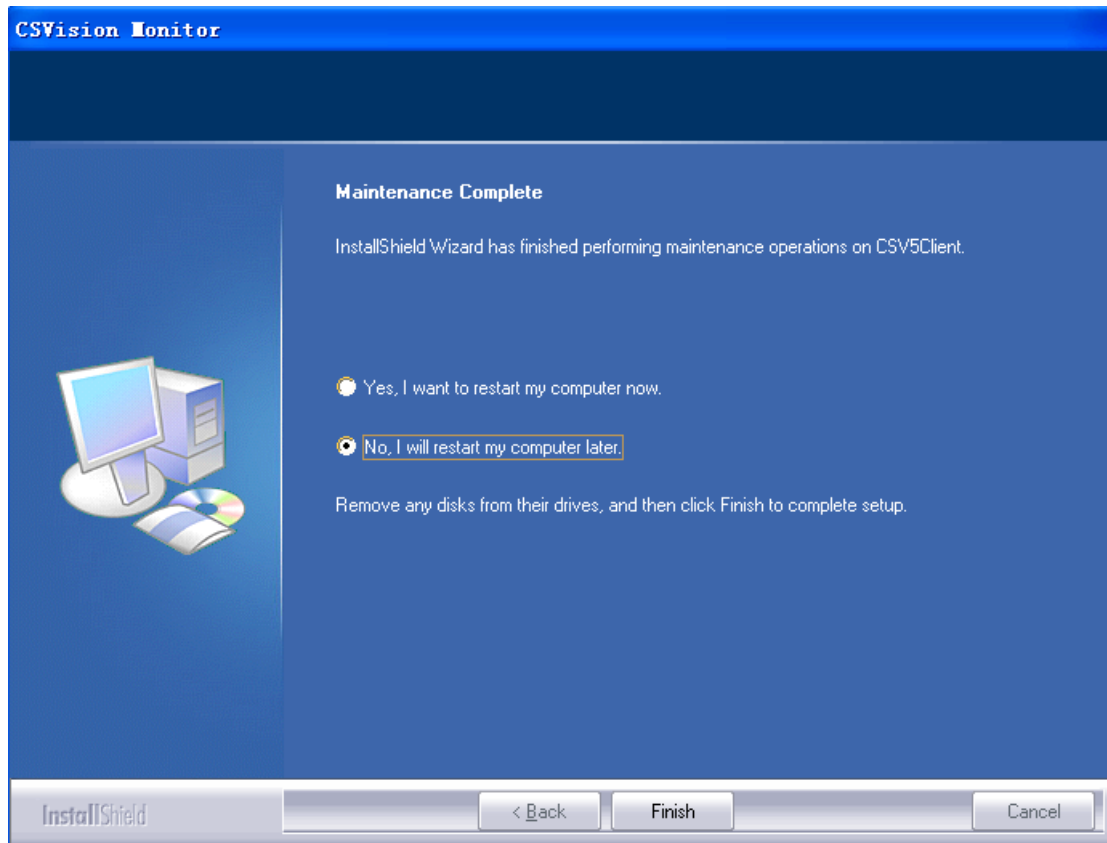 CSVision Monitor
Maintenance Complete
InstallShield Wizard has finished performing maintenance operations on CSV5Client.
Yes, I want to restart my computer now.
No, I will restart my computer later.
Remove any disks from their drives, and then click Finish to complete setup.
InstallShield
< Back
Finish
Cancel